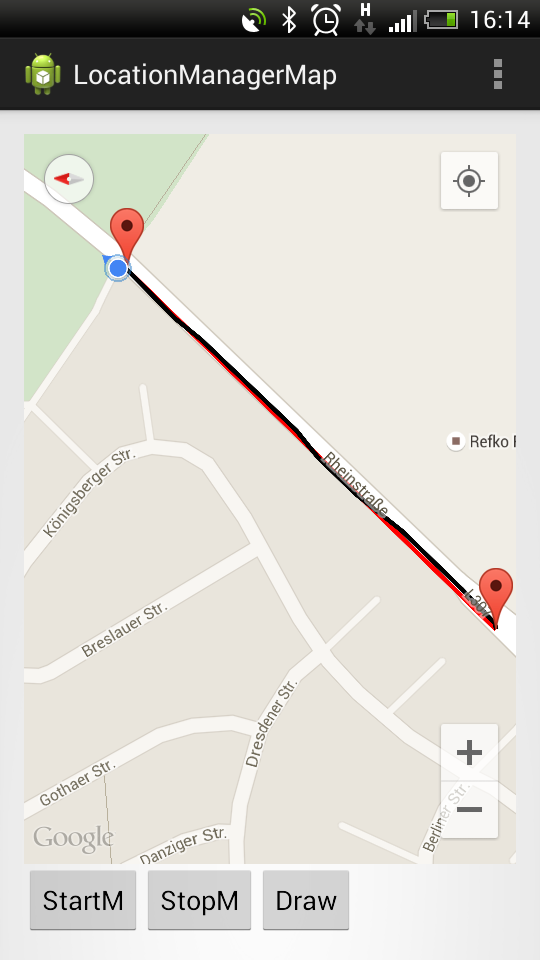 H
16:14
LocationManagerMap
Refko
Rheinstraße
Königsberger Str.
L30
Breslauer Str.
Dresdener Str.
Gothaer Str.
Berliner Str.
Google
Danziger Str.
StartM
StopM
Draw